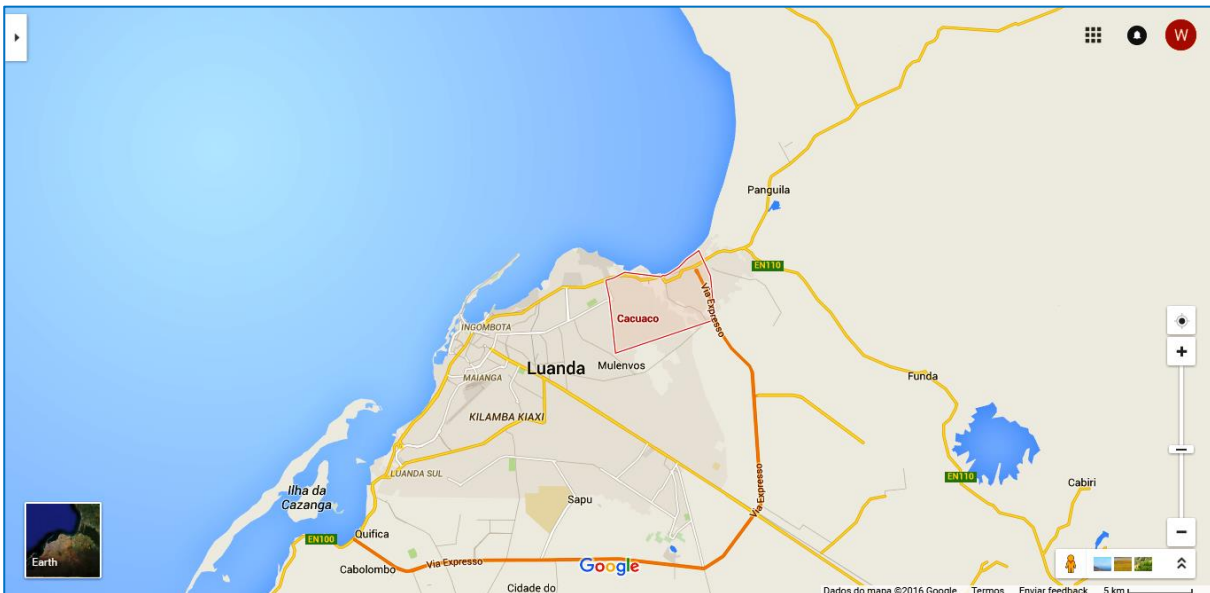 W
Panguila
EN110
Via Expresso
Cacuaco
INGOMBOTA
Luanda
Mulenvos
MAIANGA
Funda
KILAMBA KIAXI
LUANDA SUL
EN110
Cabiri
Ilha da
Cazanga
Sapu
Via Expresso
Quifica
EN100
Earth
Cabolombo
Via Expresso
Google
Cidade do
Dados do mapa ©2016 Google Termos Enviar feedback 5 km